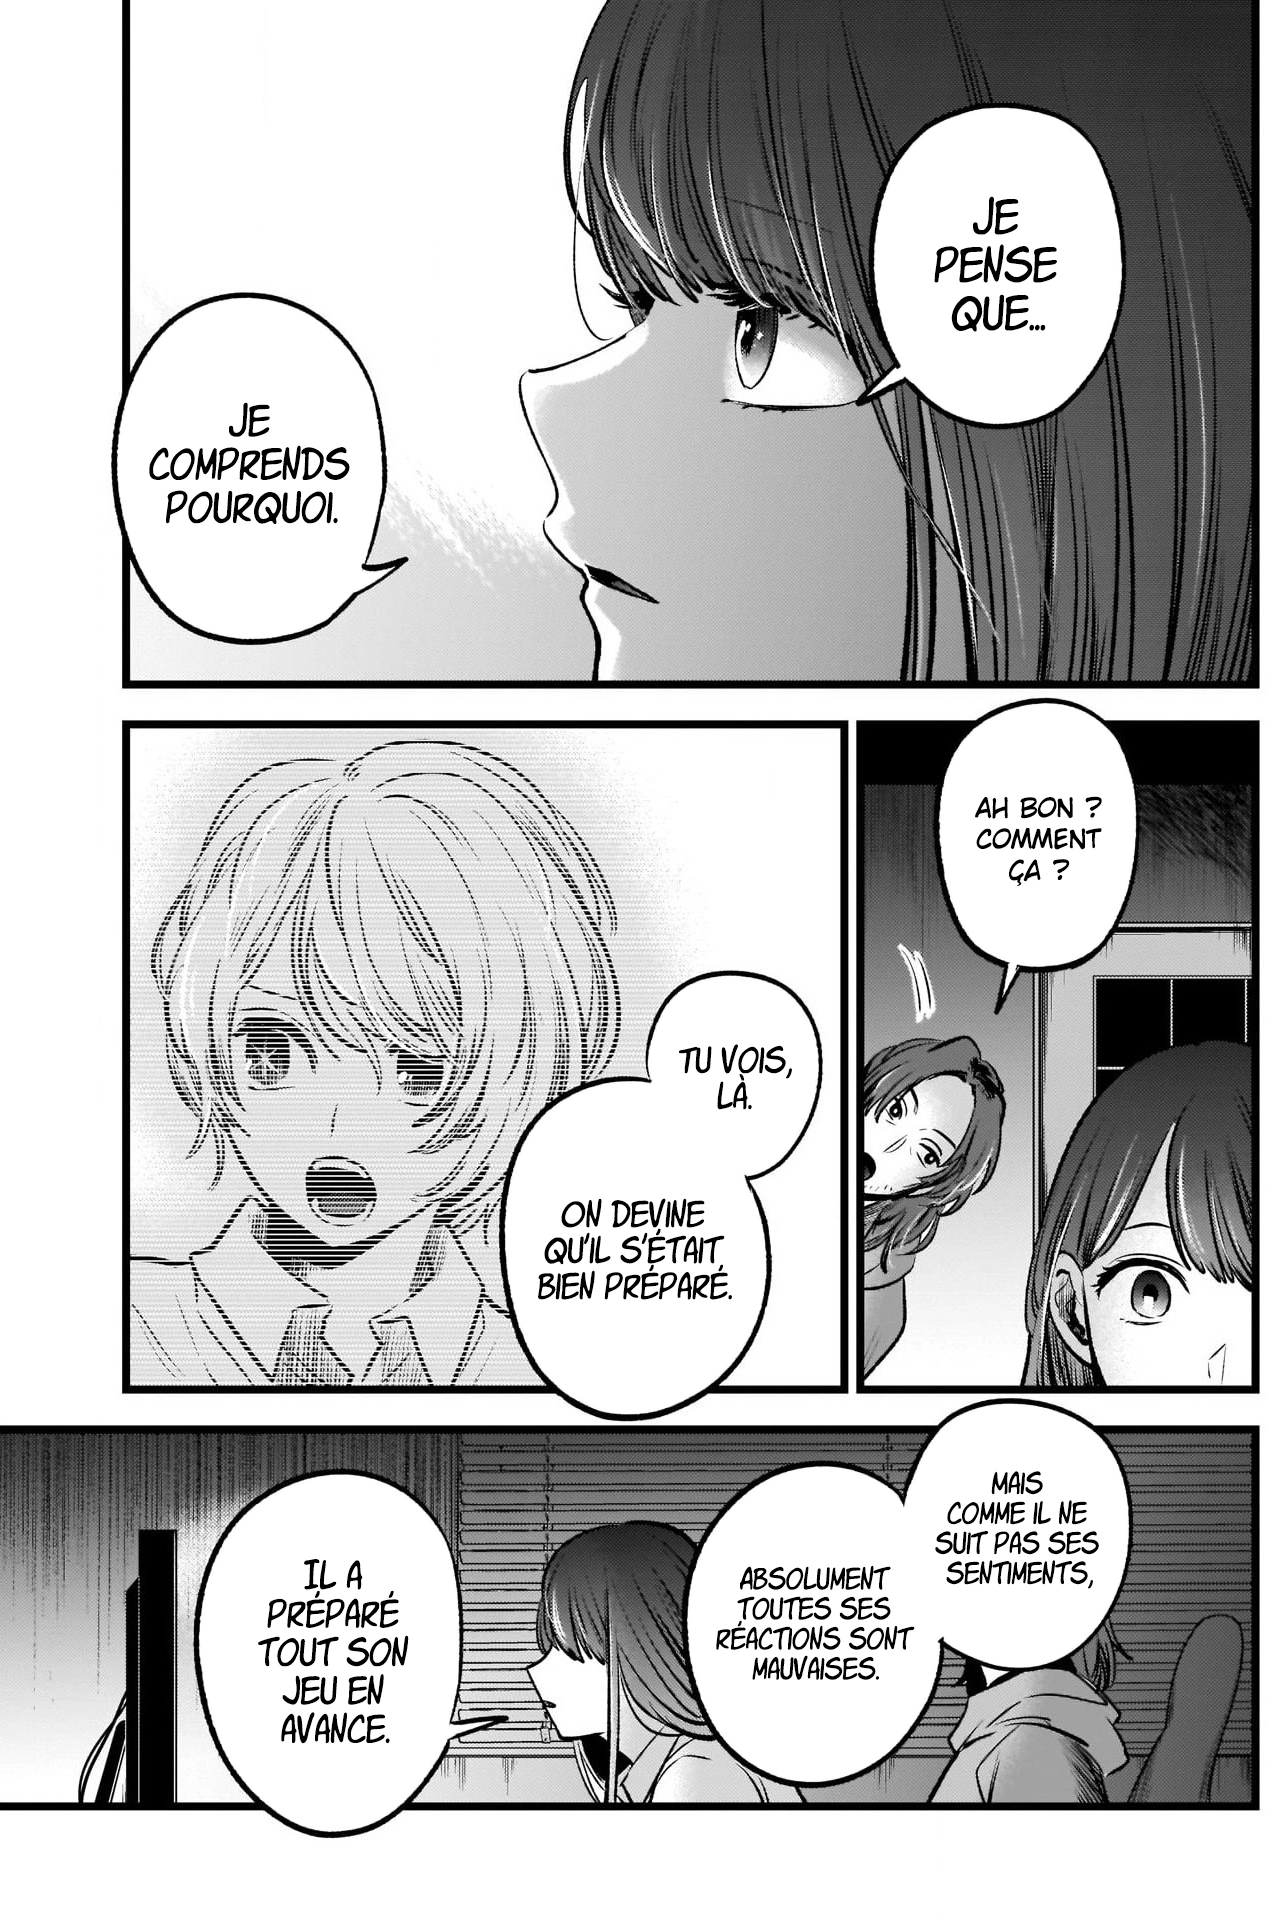 JE
PENSE
QUE...
JE
COMPRENDS
POURQUOI.
AH BON ?
COMMENT
ÇA ?
TU VOIS,
LÀ.
ON DEVINE
QU'IL S'ÉTAIT
BIEN PRÉPARÉ.
MAIS
COMME IL NE
SUIT PAS SES
SENTIMENTS,
ABSOLUMENT
TOUTES SES
RÉACTIONS SONT
MAUVAISES.
IL A
PRÉPARÉ
TOUT SON
JEU EN
AVANCE.